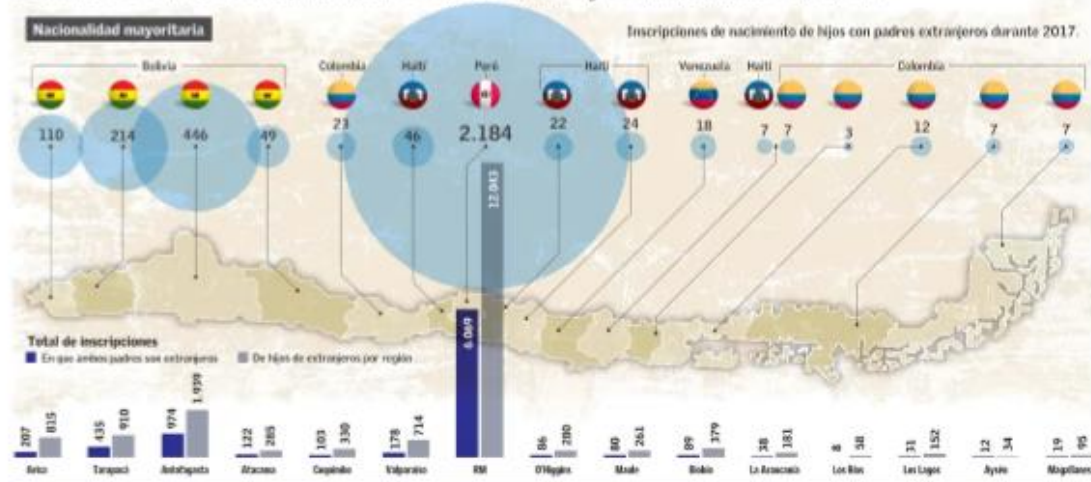 Nacionalidad mayoritaria
Inscripciones de nacimiento de hijos con padres extranjeros durante 2017.
Bolivia
Colombia
Haití
Perú
Haití
Venezuela
Haití
Colombia
110
214
446
49
23
46
2.184
22
24
18
7
7
3
12
7
7
12.043
6.069
Total de inscripciones
En que ambos padres son extranjeros
De hijos de extranjeros por región
207
815
435
910
974
1.939
122
285
103
330
178
714
86
280
80
261
89
379
38
181
8
58
31
152
12
34
19
95
Arica
Tarapacá
Antofagasta
Atacama
Coquimbo
Valparaíso
RM
O'Higgins
Maule
Biobío
La Araucanía
Los Ríos
Los Lagos
Aysén
Magallanes